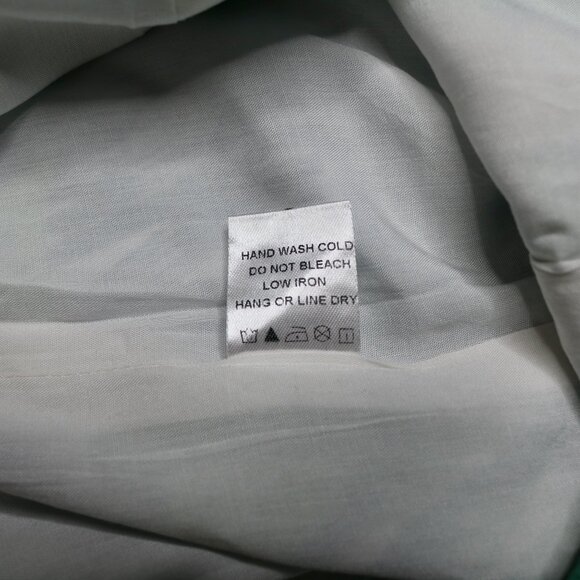 HAND WASH COLD
DO NOT BLEACH
LOW IRON
HANG OR LINE DRY